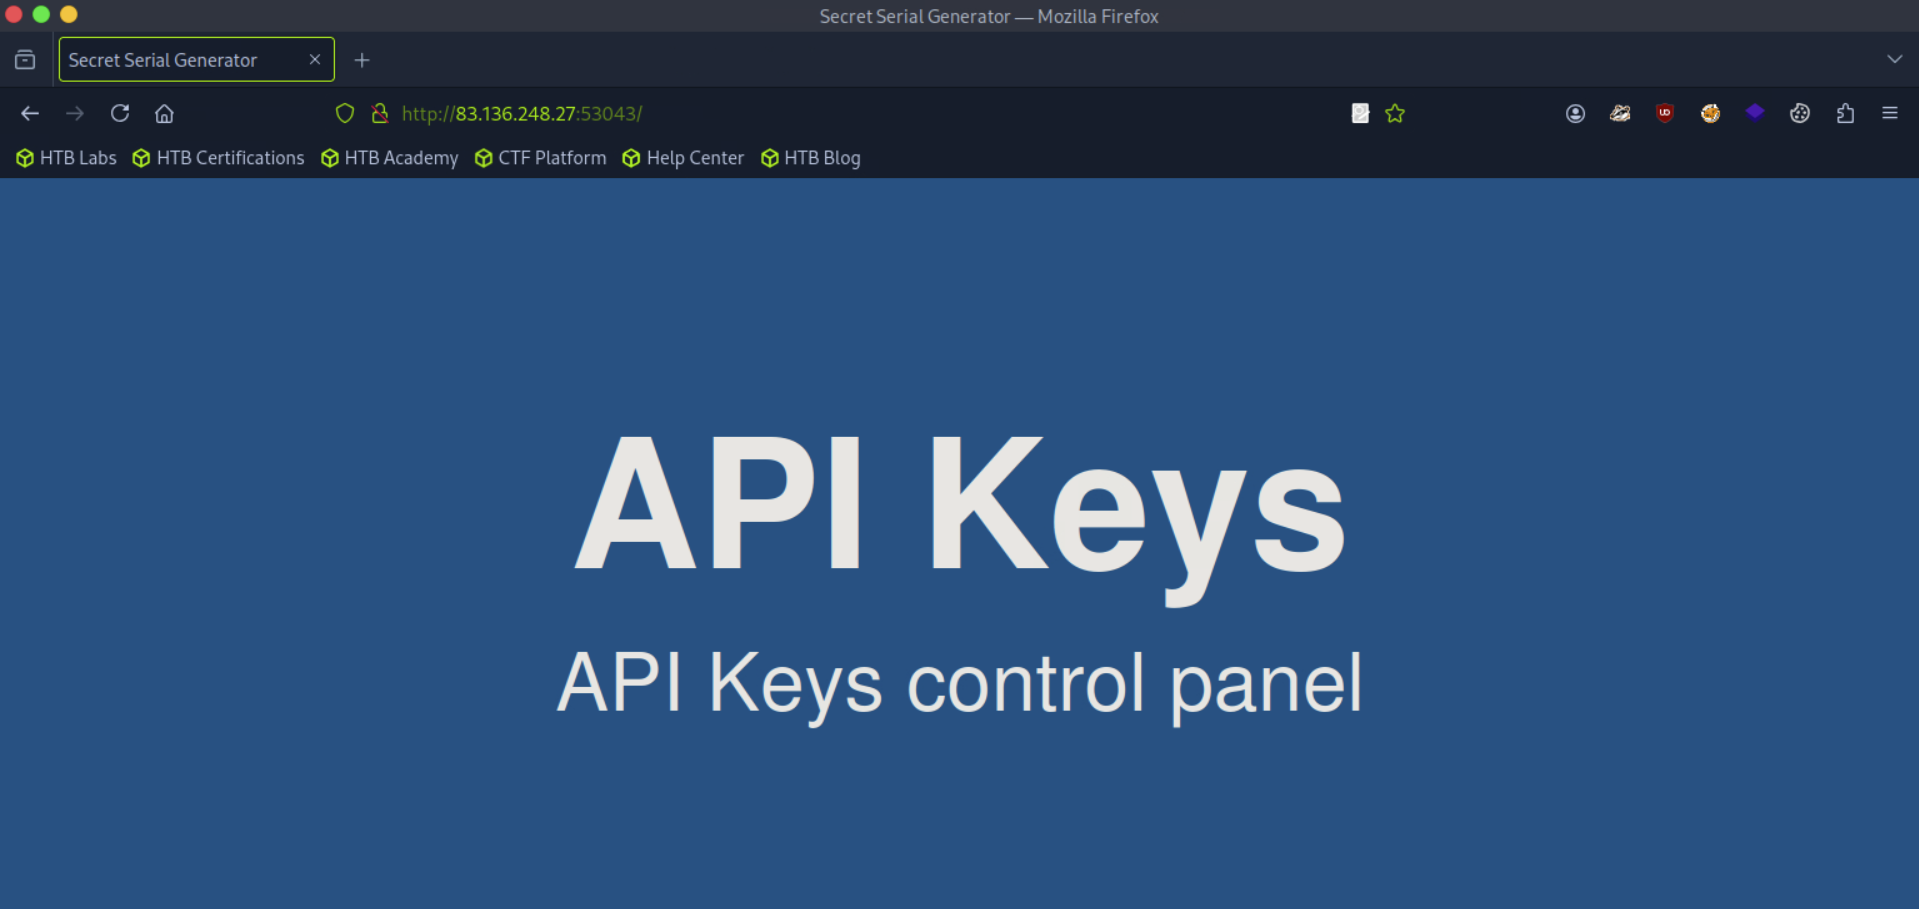 Secret Serial Generator — Mozilla Firefox
Secret Serial Generator
http://83.136.248.27:53043/
HTB Labs HTB Certifications HTB Academy CTF Platform Help Center HTB Blog
API Keys
API Keys control panel